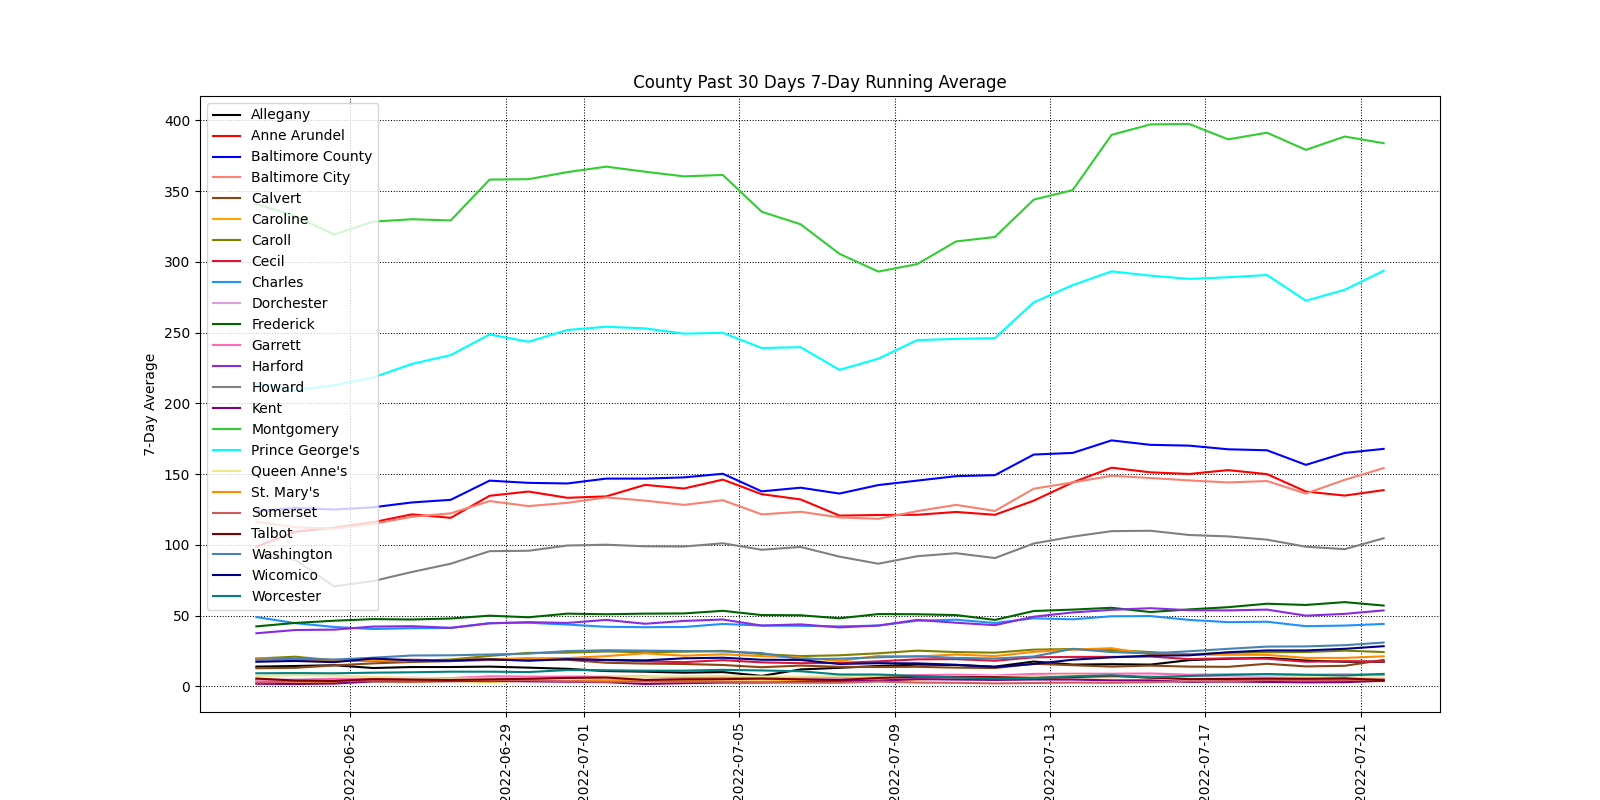 County Past 30 Days 7-Day Running Average
7-Day Average
400
350
300
250
200
150
100
50
0
Allegany
Anne Arundel
Baltimore County
Baltimore City
Calvert
Caroline
Caroll
Cecil
Charles
Dorchester
Frederick
Garrett
Harford
Howard
Kent
Montgomery
Prince George's
Queen Anne's
St. Mary's
Somerset
Talbot
Washington
Wicomico
Worcester
2022-06-25
2022-06-29
2022-07-01
2022-07-05
2022-07-09
2022-07-13
2022-07-17
2022-07-21